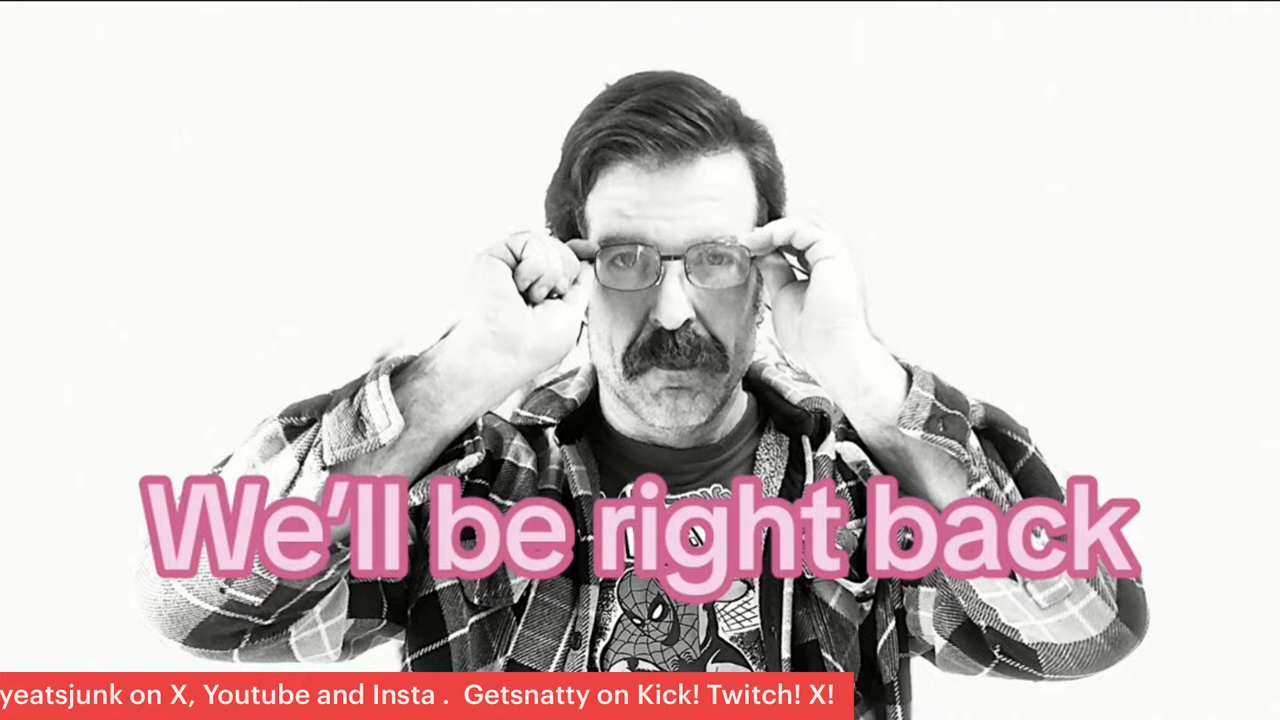 We'll be right back
yeatsjunk on X, Youtube and Insta .  Getsnatty on Kick! Twitch! X!